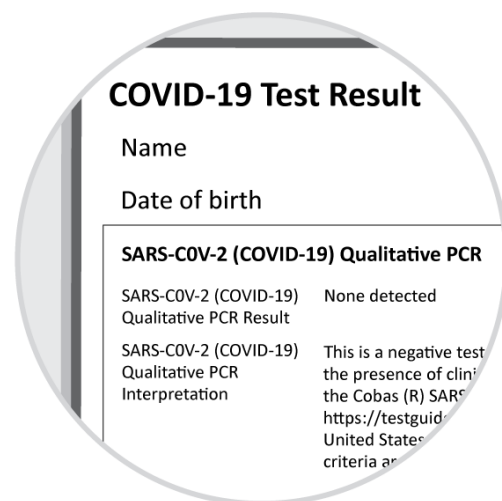 COVID-19 Test Result
Name
Date of birth
SARS-C0V-2 (COVID-19) Qualitative PCR
SARS-C0V-2 (COVID-19) None detected
Qualitative PCR Result
SARS-C0V-2 (COVID-19) This is a negative test
Qualitative PCR the presence of
Interpretation the Cobas (R)
United States
criteria